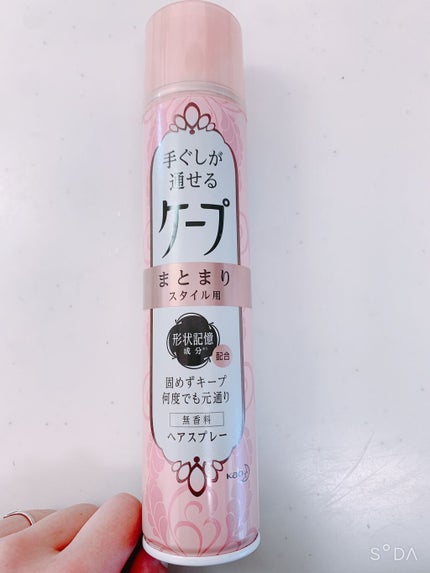 手ぐしが
通せる
ケープ
まとまり
スタイル用
形状記憶
成分
配合
固めずキープ
何度でも元通り
無香料
ヘアスプレー
Kao
SODA